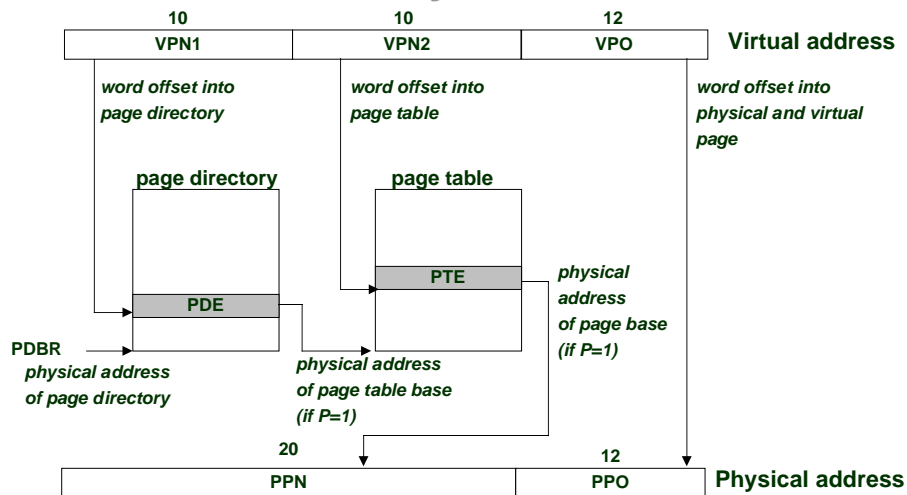 10 10 12
VPN1 VPN2 VPO Virtual address
word offset into
page directory
word offset into
page table
word offset into
physical and virtual
page
page directory
page table
PDE
PTE
physical
address
of page base
(if P=1)
PDBR
physical address
of page directory
physical address
of page table base
(if P=1)
20 12
PPN PPO Physical address